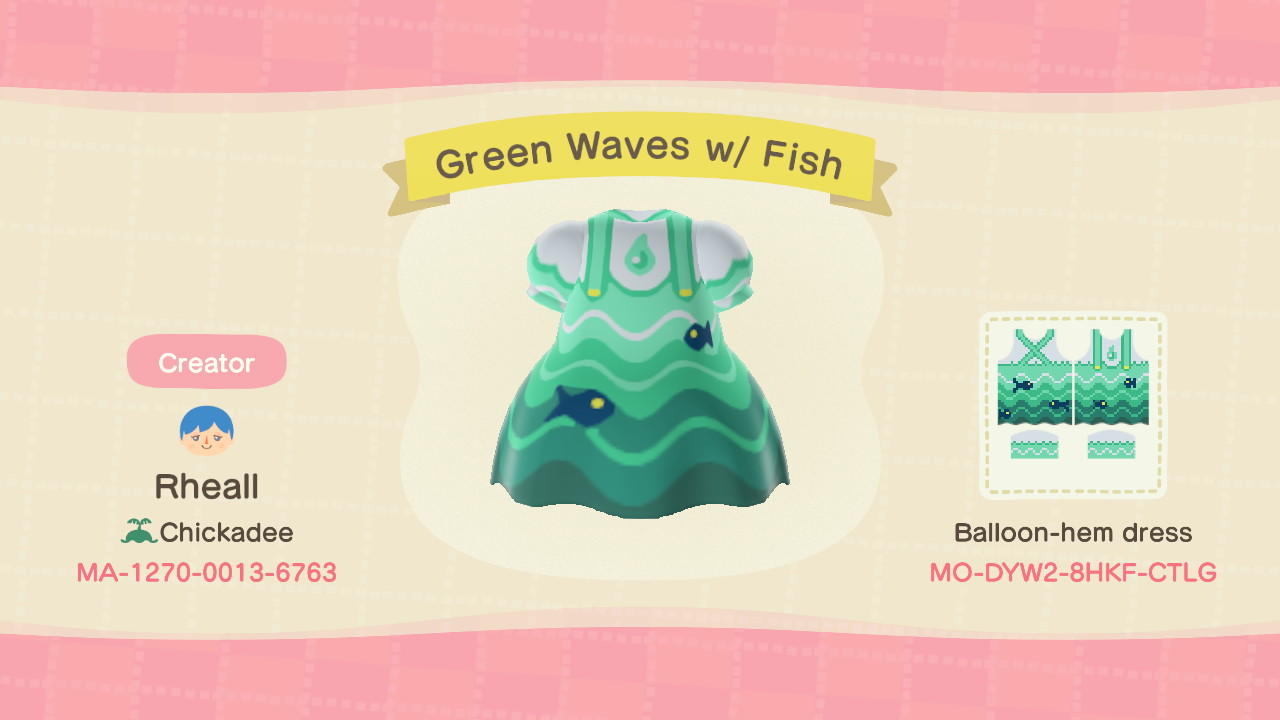 Green Waves w/ Fish
Creator
Rheall
Chickadee
MA-1270-0013-6763
Balloon-hem dress
MO-DYW2-8HKF-CTLG